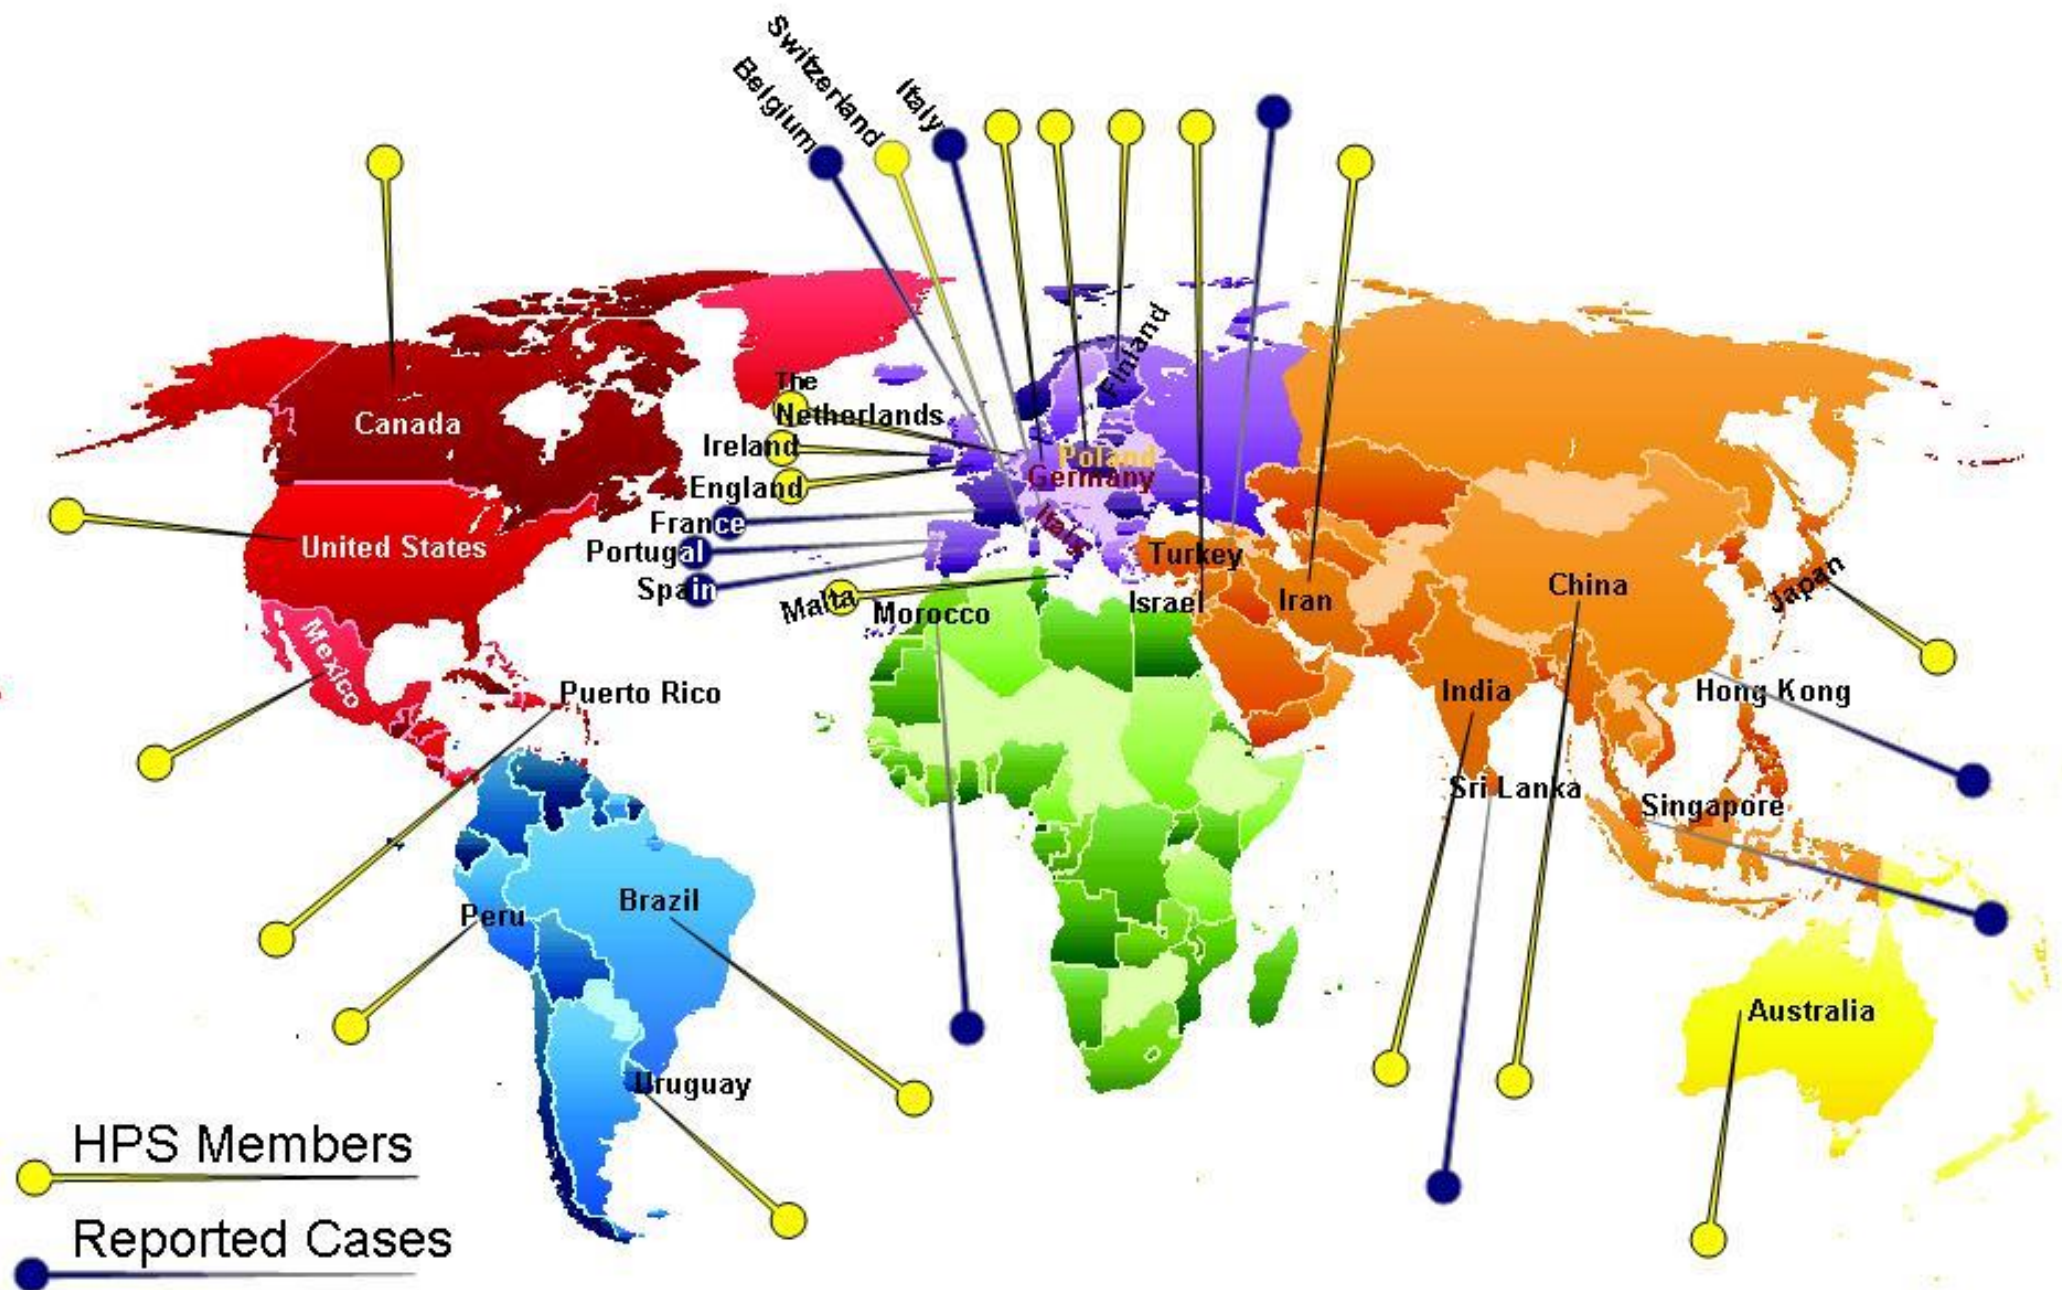 Switzerland
Belgium
Italy
Finland
The
Netherlands
Canada
Ireland
Poland
Germany
England
France
Italy
United States
Portugal
Turkey
Spain
Malta
Morocco
Israel
Iran
China
Japan
Mexico
Puerto Rico
India
Hong Kong
Sri Lanka
Singapore
Peru
Brazil
Australia
Uruguay
HPS Members
Reported Cases